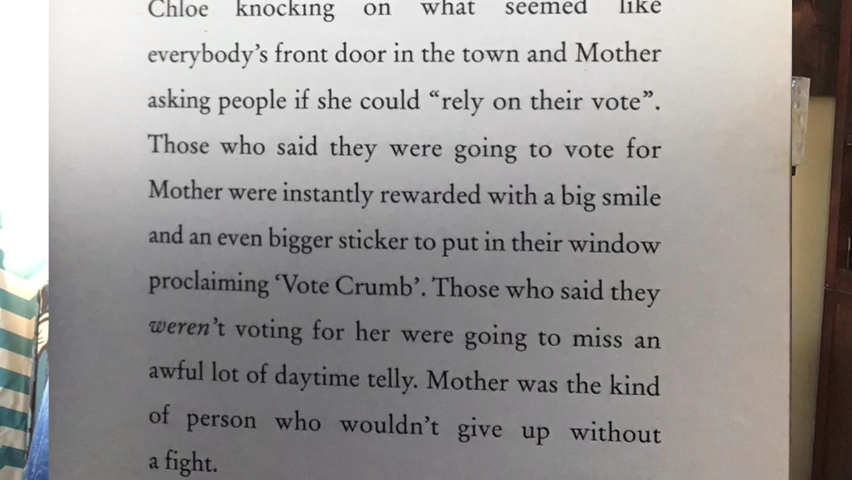 Chloe knocking on what seemed like
everybody’s front door in the town and Mother
asking people if she could “rely on their vote”.
Those who said they were going to vote for
Mother were instantly rewarded with a big smile
and an even bigger sticker to put in their window
proclaiming ‘Vote Crumb’. Those who said they
weren’t voting for her were going to miss an
awful lot of daytime telly. Mother was the kind
of person who wouldn’t give up without
a fight.